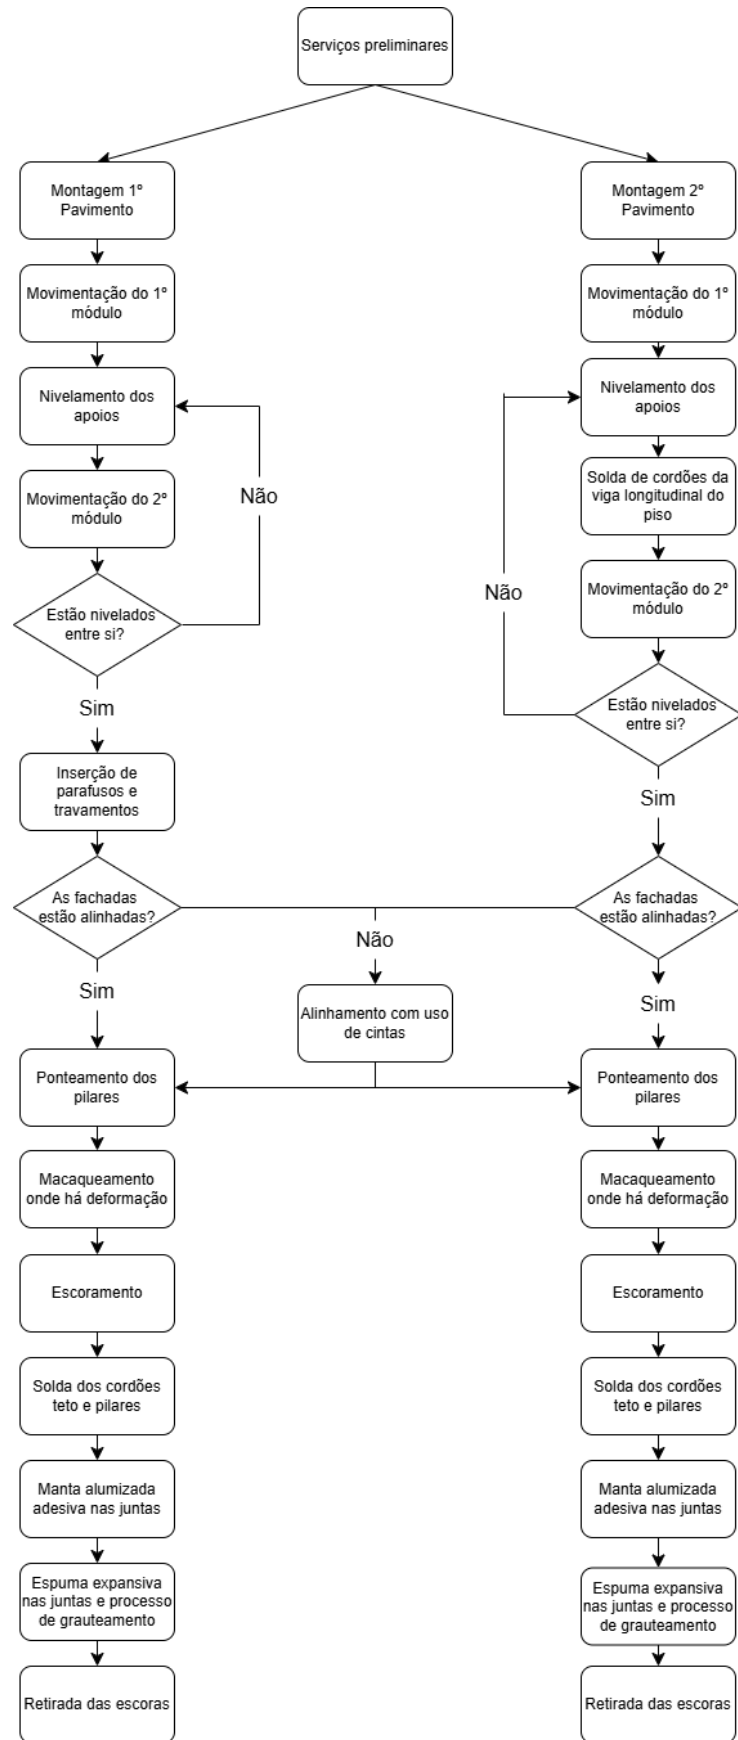 Serviços preliminares
Montagem 1º
Pavimento
Montagem 2º
Pavimento
Movimentação do 1º
módulo
Movimentação do 1º
módulo
Nivelamento dos
apoios
Nivelamento dos
apoios
Movimentação do 2º
módulo
Não
Solda de cordões da
viga longitudinal do
piso
Não
Movimentação do 2º
módulo
Estão nivelados
entre si?
Estão nivelados
entre si?
Sim
Sim
Inserção de
parafusos e
travamentos
As fachadas
estão alinhadas?
As fachadas
estão alinhadas?
Não
Sim
Sim
Alinhamento com uso
de cintas
Ponteamento dos
pilares
Ponteamento dos
pilares
Macaqueamento
onde há deformação
Macaqueamento
onde há deformação
Escoramento
Escoramento
Solda dos cordões
teto e pilares
Solda dos cordões
teto e pilares
Manta alumizada
adesiva nas juntas
Manta alumizada
adesiva nas juntas
Espuma expansiva
nas juntas e processo
de grauteamento
Espuma expansiva
nas juntas e processo
de grauteamento
Retirada das escoras
Retirada das escoras